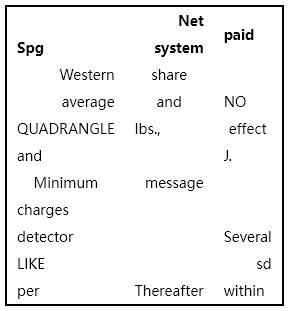 Spg Net system paid
Western average share and NO
QUADRANGLE and lbs., effect J.
Minimum charges message
detector Several
LIKE sd
per Thereafter within